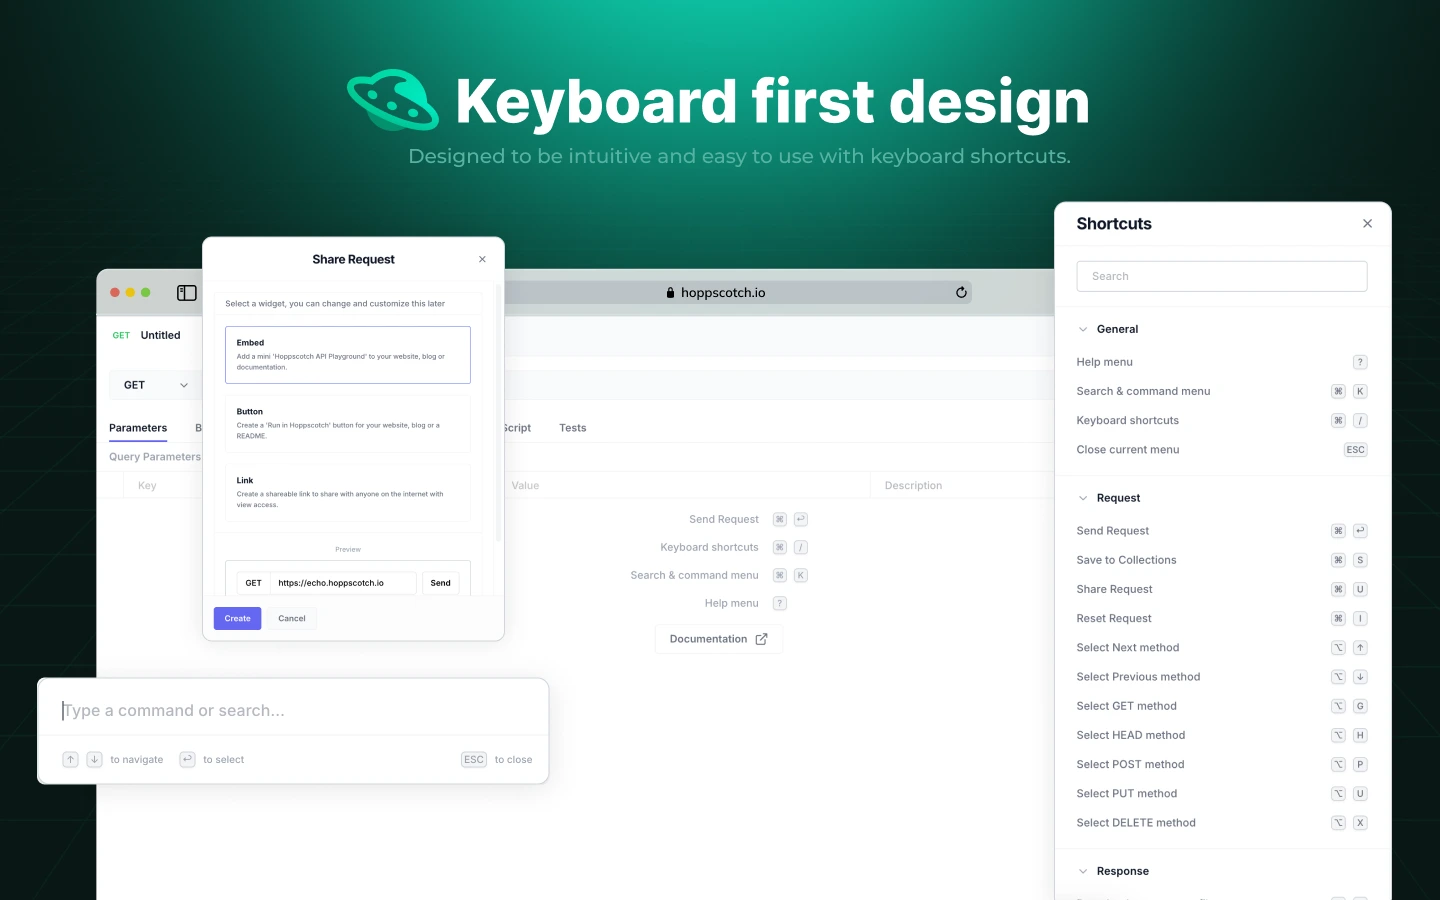 Keyboard first design
Designed to be intuitive and easy to use with keyboard shortcuts.
hoppscotch.io
GET Untitled
GET
Parameters
B
Script
Tests
Query Parameters
Key
Value
Description
Send Request ⌘ ↩
Keyboard shortcuts ⌘ /
Search & command menu ⌘ K
Help menu ?
Documentation
Share Request
Select a widget, you can change and customize this later
Embed
Add a mini 'Hoppscotch API Playground' to your website, blog or
documentation.
Button
Create a 'Run in Hoppscotch' button for your website, blog or a
README.
Link
Create a shareable link to share with anyone on the internet with
view access.
Preview
GET https://echo.hoppscotch.io Send
Create Cancel
Type a command or search...
↑ ↓ to navigate ↩ to select ESC to close
Shortcuts
Search
General
Help menu ?
Search & command menu ⌘ K
Keyboard shortcuts ⌘ /
Close current menu ESC
Request
Send Request ⌘ ↩
Save to Collections ⌘ S
Share Request ⌘ U
Reset Request ⌘ I
Select Next method ⌥ ↑
Select Previous method ⌥ ↓
Select GET method ⌥ G
Select HEAD method ⌥ H
Select POST method ⌥ P
Select PUT method ⌥ U
Select DELETE method ⌥ X
Response